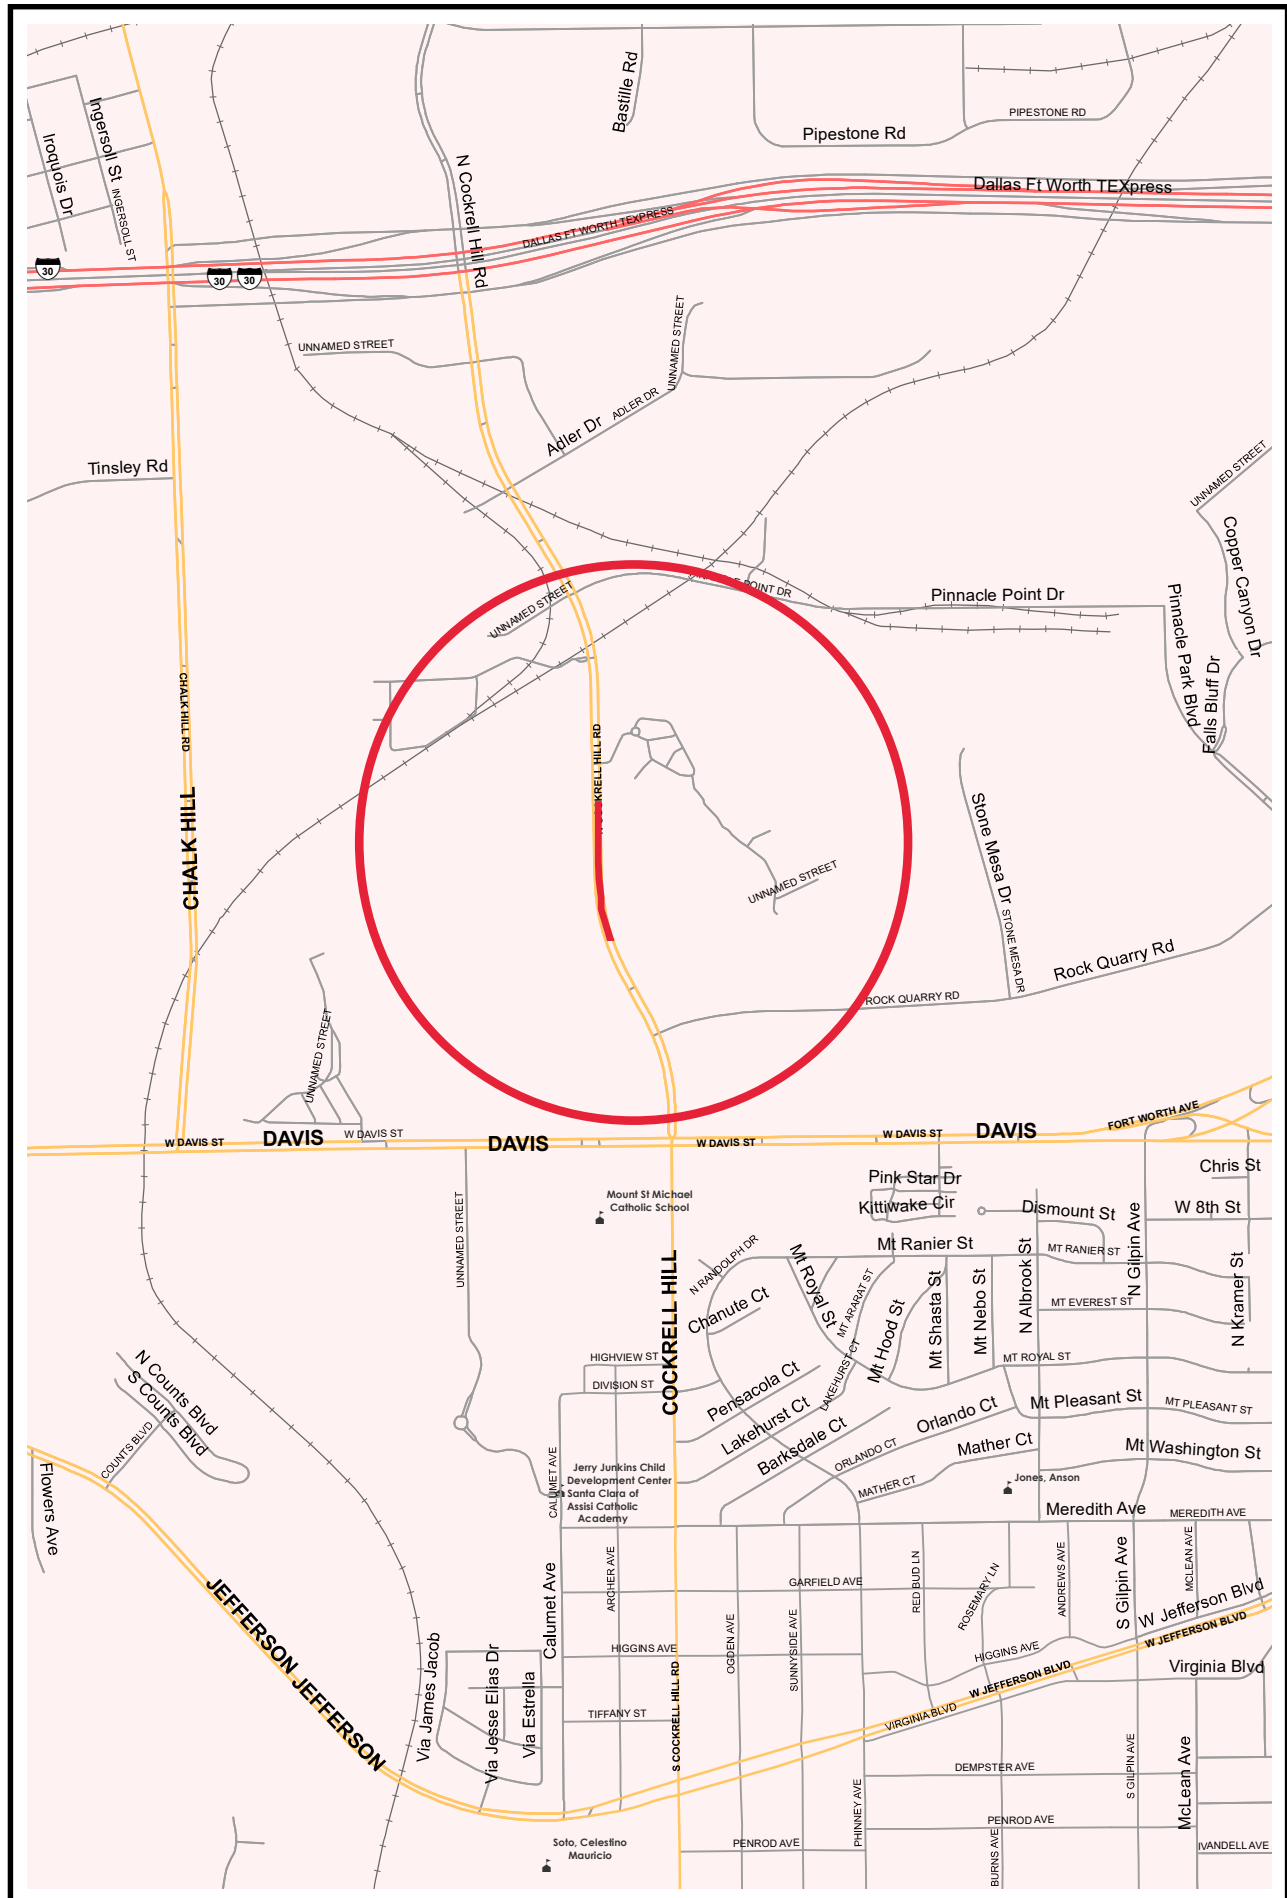 Bastille Rd
PIPESTONE RD
Pipestone Rd
Ingersoll St
INGERSOLL ST
Iroquois Dr
N Cockrell Hill Rd
Dallas Ft Worth TEXpress
DALLAS FT WORTH TEXPRESS
30
30
30
UNNAMED STREET
UNNAMED STREET
ADLER DR
Adler Dr
Tinsley Rd
UNNAMED STREET
Copper Canyon Dr
POINT DR
Pinnacle Point Dr
UNNAMED STREET
Pinnacle Park Blvd
Falls Bluff Dr
CHALK HILL RD
CKRELL HILL RD
CHALK HILL
Stone Mesa Dr
STONE MESA DR
UNNAMED STREET
Rock Quarry Rd
ROCK QUARRY RD
UNNAMED STREET
FORT WORTH AVE
W DAVIS ST
DAVIS
W DAVIS ST
DAVIS
W DAVIS ST
W DAVIS ST
DAVIS
Chris St
Pink Star Dr
Kittiwake Cir
Mount St Michael
Catholic School
UNNAMED STREET
Dismount St
W 8th St
N Gilpin Ave
Mt Ranier St
MT RANIER ST
N RANDOLPH DR
Mt Royal St
MT ARARAT ST
Mt Hood St
Mt Shasta St
Mt Nebo St
N Albrook St
N Kramer St
MT EVEREST ST
Chanute Ct
COCKRELL HILL
HIGHVIEW ST
DIVISION ST
MT ROYAL ST
Pensacola Ct
LAKEHURST CT
Lakehurst Ct
Barksdale Ct
Orlando Ct
ORLANDO CT
Mt Pleasant St
MT PLEASANT ST
Mather Ct
MATHER CT
Mt Washington St
N Counts Blvd
S Counts Blvd
COUNTS BLVD
Flowers Ave
CALUMET AVE
Jerry Junkins Child
Development Center
Santa Clara of
Assisi Catholic
Academy
Jones, Anson
Meredith Ave
MEREDITH AVE
ARCHER AVE
Calumet Ave
GARFIELD AVE
RED BUD LN
ROSEMARY LN
ANDREWS AVE
S Gilpin Ave
MCLEAN AVE
W Jefferson Blvd
W JEFFERSON BLVD
JEFFERSON
JEFFERSON
HIGGINS AVE
OGDEN AVE
SUNNYSIDE AVE
HIGGINS AVE
W JEFFERSON BLVD
Virginia Blvd
VIRGINIA BLVD
Via James Jacob
Via Jesse Elias Dr
Via Estrella
TIFFANY ST
S COCKRELL HILL RD
S GILPIN AVE
McLean Ave
DEMPSTER AVE
PHINNEY AVE
PENROD AVE
PENROD AVE
BURNS AVE
IVANDELL AVE
Soto, Celestino
Mauricio